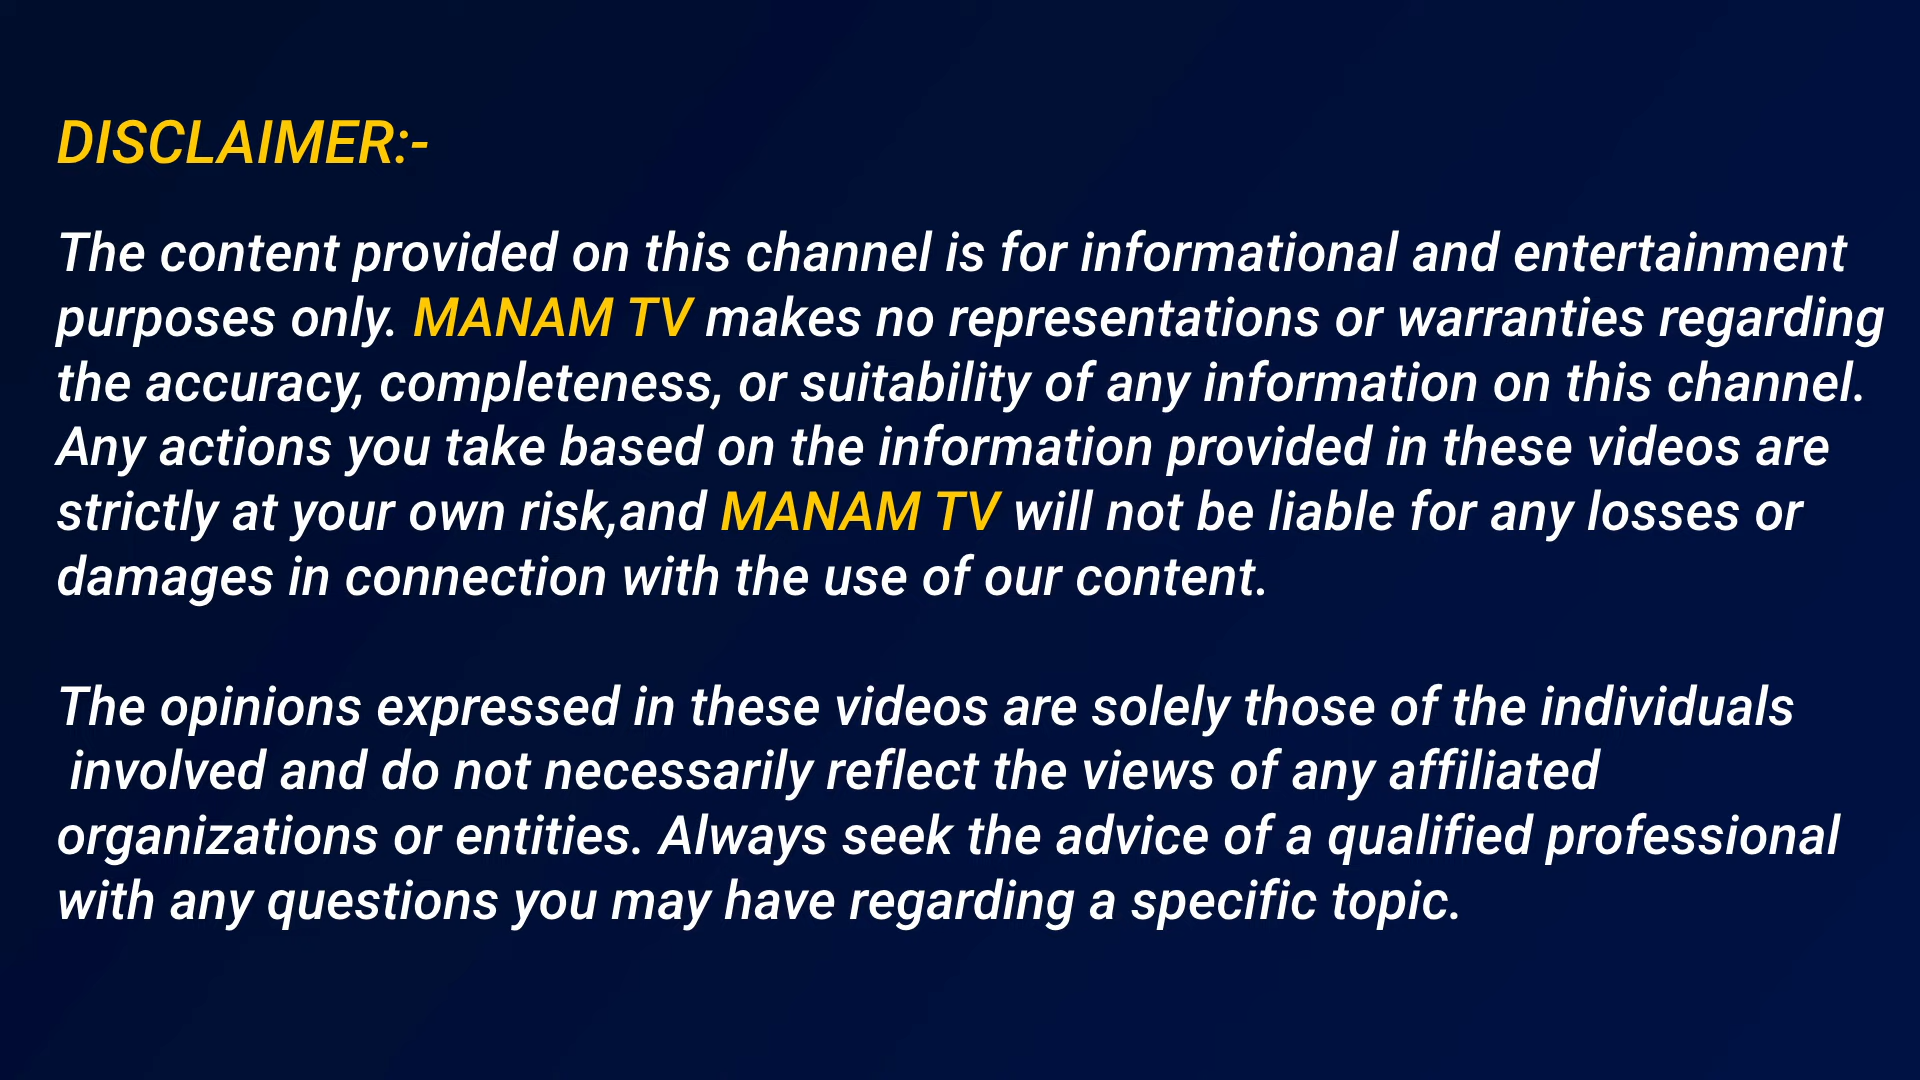 DISCLAIMER:-
The content provided on this channel is for informational and entertainment
purposes only. MANAM TV makes no representations or warranties regarding
the accuracy, completeness, or suitability of any information on this channel.
Any actions you take based on the information provided in these videos are
strictly at your own risk,and MANAM TV will not be liable for any losses or
damages in connection with the use of our content.
The opinions expressed in these videos are solely those of the individuals
involved and do not necessarily reflect the views of any affiliated
organizations or entities. Always seek the advice of a qualified professional
with any questions you may have regarding a specific topic.